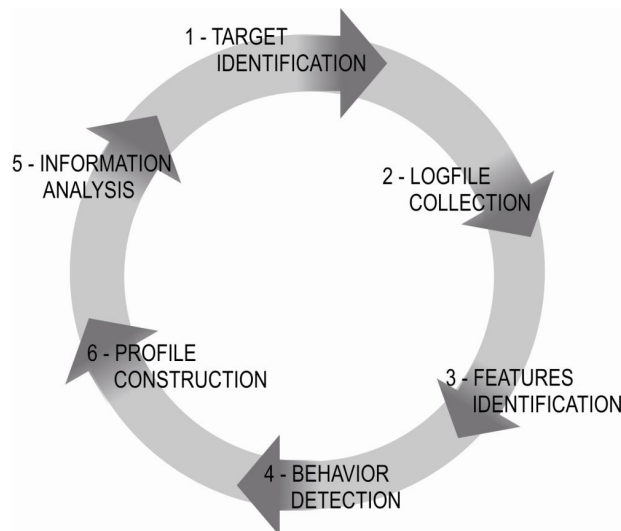 1 - TARGET
IDENTIFICATION
2 - LOGFILE
COLLECTION
3 - FEATURES
IDENTIFICATION
4 - BEHAVIOR
DETECTION
6 - PROFILE
CONSTRUCTION
5 - INFORMATION
ANALYSIS